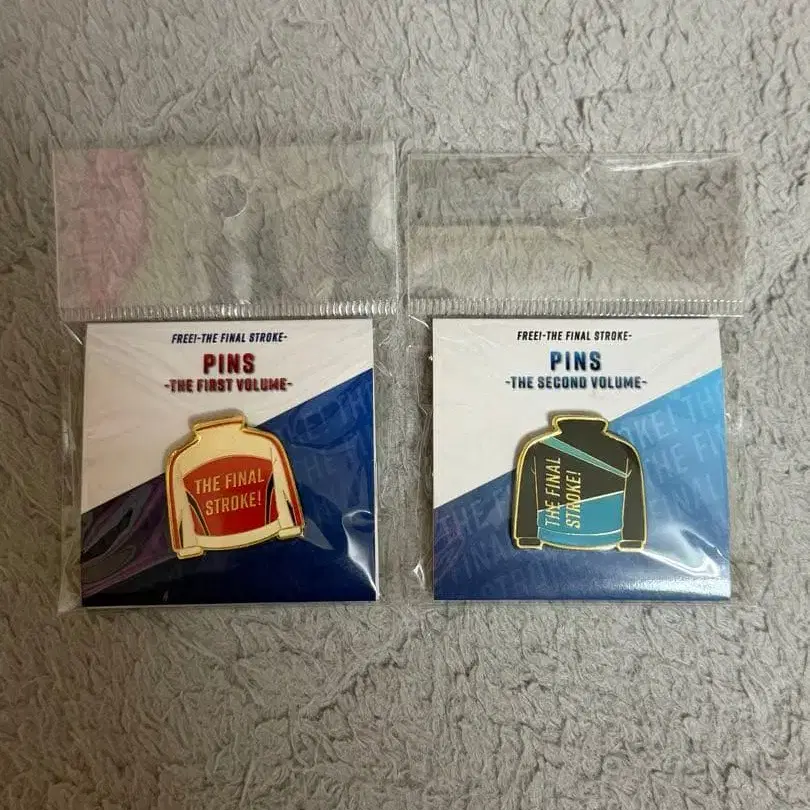 FREE!-THE FINAL STROKE-
PINS
-THE FIRST VOLUME-
THE FINAL
STROKE!
FREE!-THE FINAL STROKE-
PINS
-THE SECOND VOLUME-
THE FINAL
STROKE!